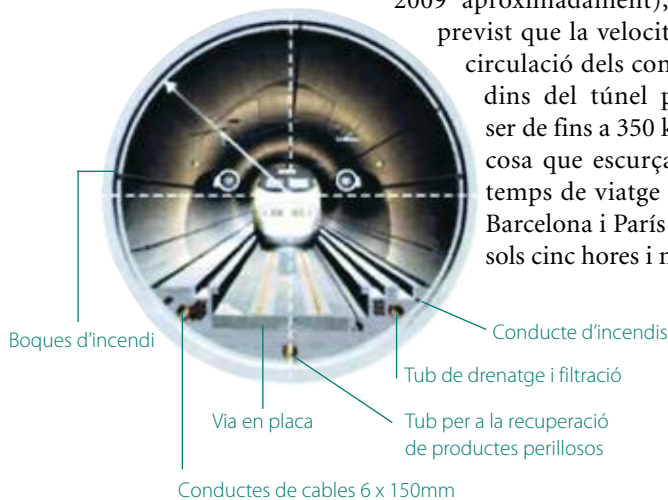 2009 aproximadament),
previst que la velocit
circulació dels con
dins del túnel p
ser de fins a 350 k
cosa que escurça
temps de viatge
Barcelona i París
sols cinc hores i
Boques d'incendi
Conducte d'incendis
Tub de drenatge i filtració
Via en placa
Tub per a la recuperació
de productes perillosos
Conductes de cables 6 x 150mm